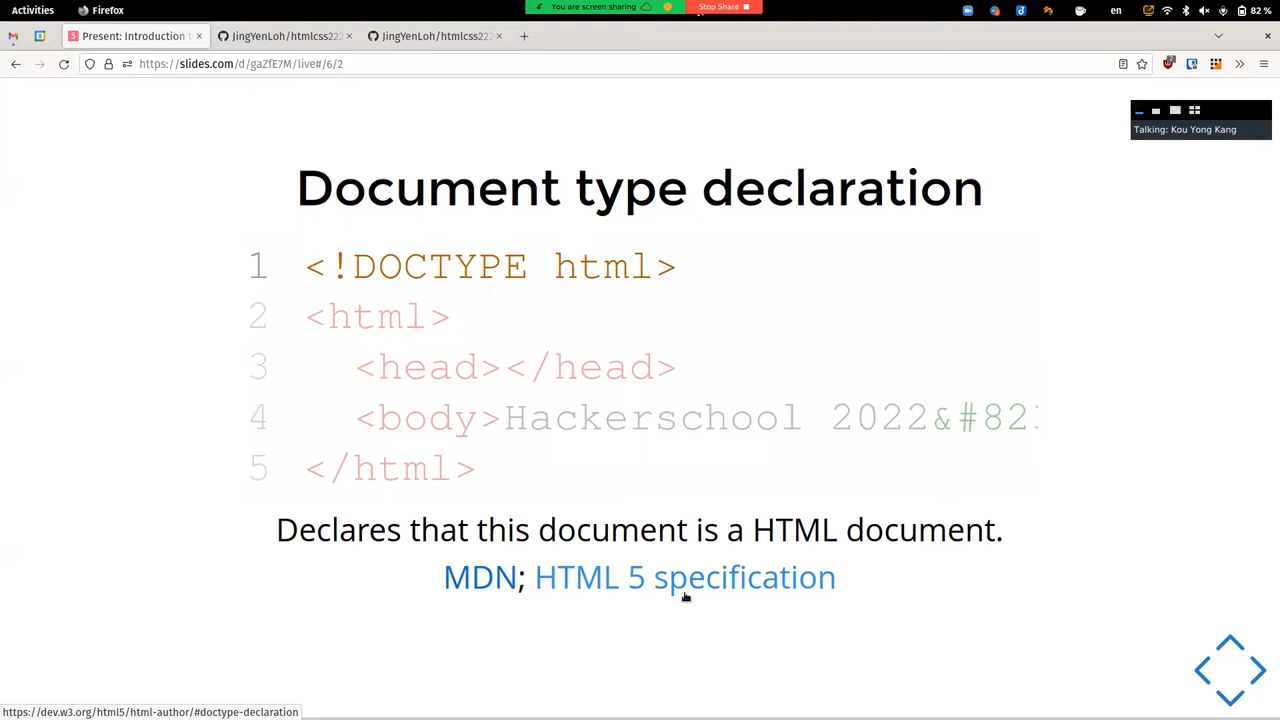 Activities
Firefox
You are screen sharing
Stop Share
en
82 %
Present: Introduction t
JingYenLoh/htmlcss222
JingYenLoh/htmlcss222
https://slides.com/d/gaZfE7M/live#/6/2
Talking: Kou Yong Kang
Document type declaration
1 <!DOCTYPE html>
2 <html>
3 <head></head>
4 <body>Hackerschool 2022&#82
5 </html>
Declares that this document is a HTML document.
MDN; HTML 5 specification
https://dev.w3.org/html5/html-author/#doctype-declaration